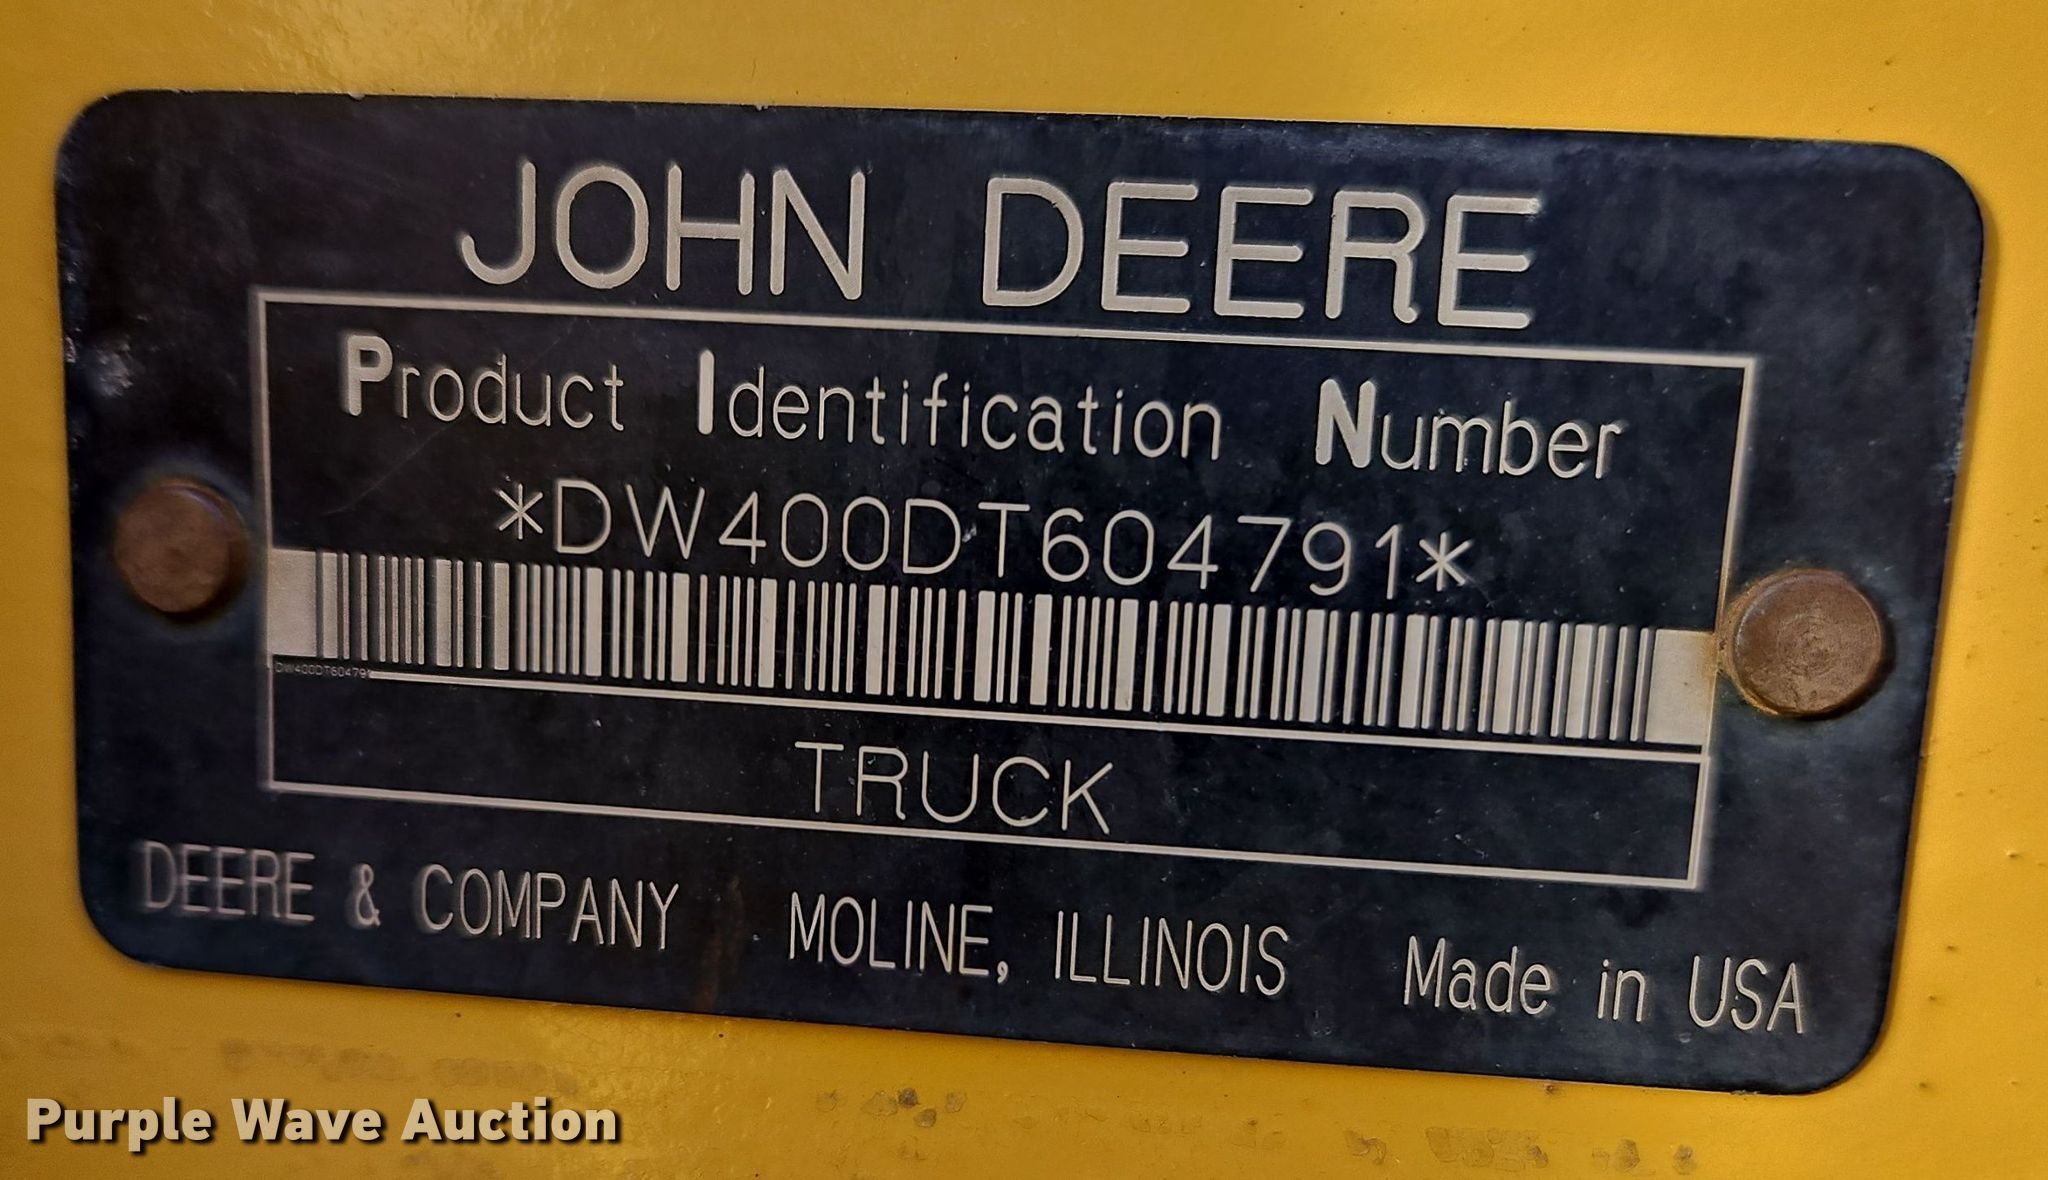 JOHN DEERE
Product Identification Number
*DW400DT604791*
DW400DT604791
TRUCK
DEERE & COMPANY MOLINE, ILLINOIS Made in USA
Purple Wave Auction